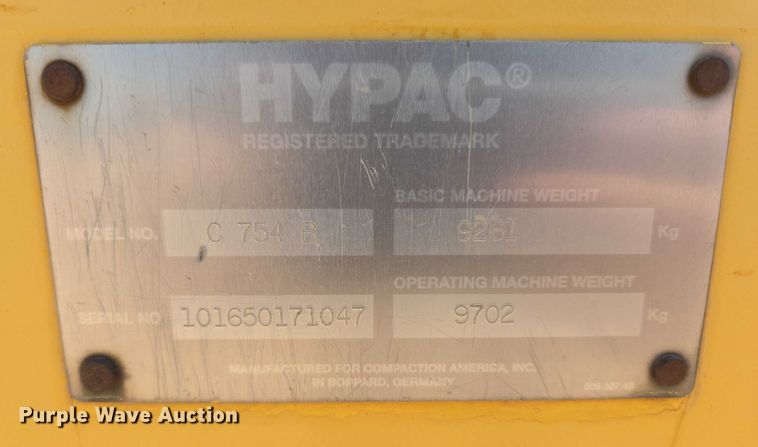 HYPAC®
REGISTERED TRADEMARK
BASIC MACHINE WEIGHT
MODEL NO. C 754 B Kg
OPERATING MACHINE WEIGHT
SERIAL NO 101650171047 9702 Kg
MANUFACTURED FOR COMPACTION AMERICA, INC.
IN BOPPARD, GERMANY
Purple Wave Auction